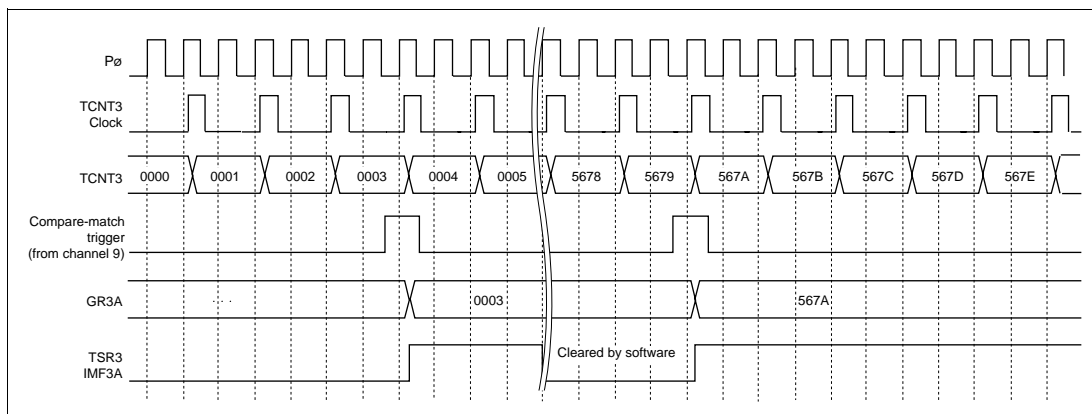 Pø
TCNT3
Clock
TCNT3 0000 0001 0002 0003 0004 0005 5678 5679 567A 567B 567C 567D 567E
Compare-match
trigger
(from channel 9)
GR3A .... 0003 567A
TSR3
IMF3A
Cleared by software